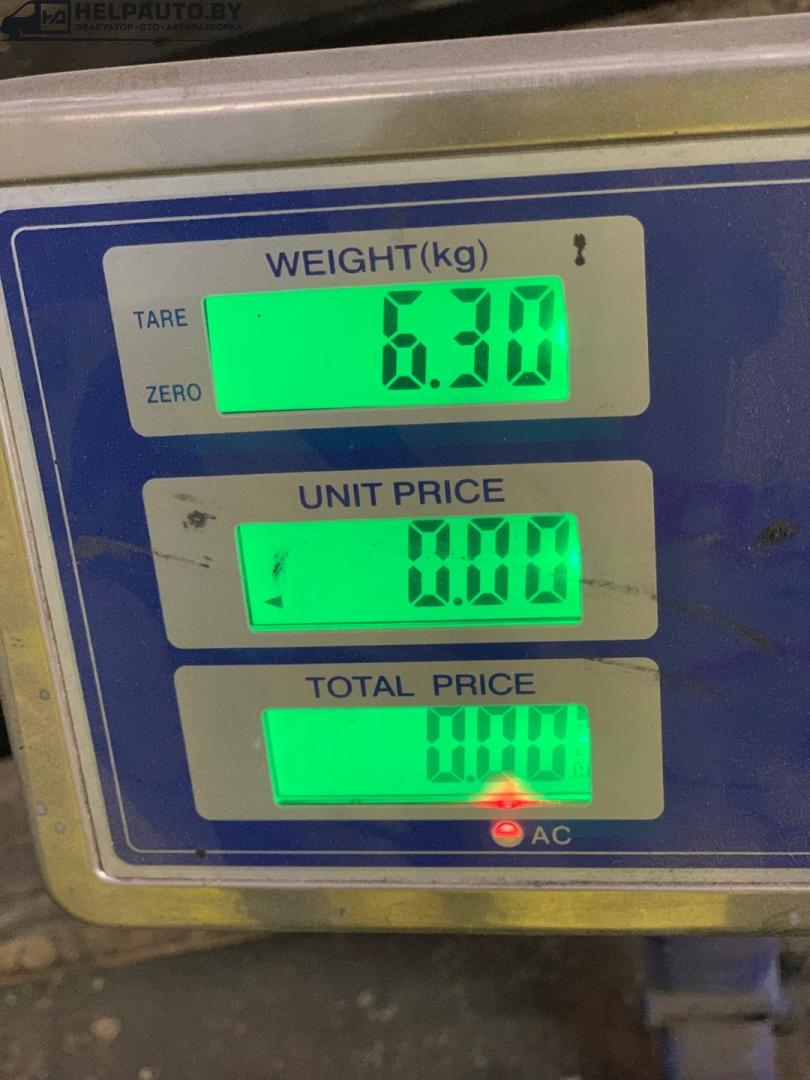 HELPAUTO.BY
ЭВАКУАТОР·СТО·АВТОРАЗБОРКА
WEIGHT(kg)
TARE
6.30
ZERO
UNIT PRICE
0.00
TOTAL PRICE
0.00
AC